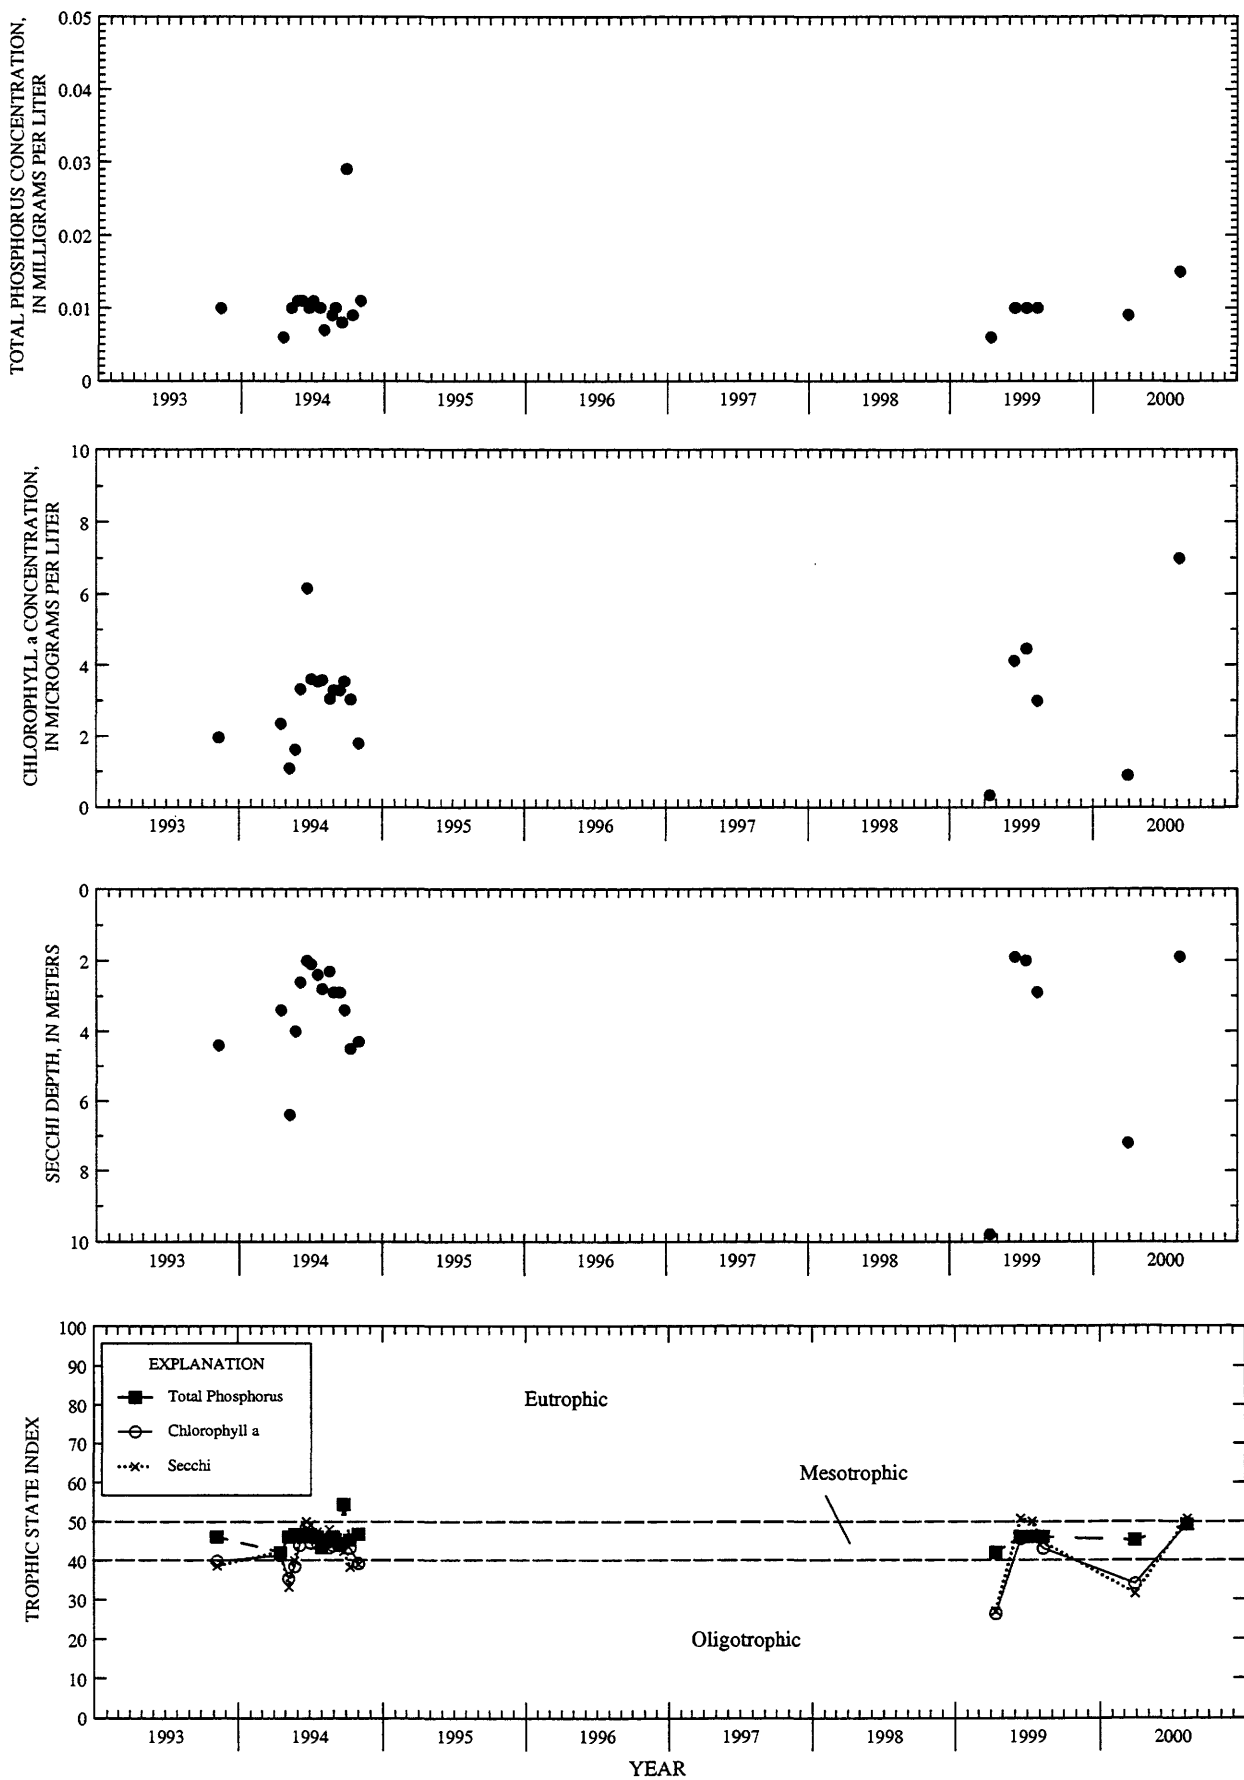 TOTAL PHOSPHORUS CONCENTRATION,
IN MILLIGRAMS PER LITER
0.05
0.04
0.03
0.02
0.01
0
1993 1994 1995 1996 1997 1998 1999 2000
CHLOROPHYLL a CONCENTRATION,
IN MICROGRAMS PER LITER
10
8
6
4
2
0
1993 1994 1995 1996 1997 1998 1999 2000
SECCHI DEPTH, IN METERS
0
2
4
6
8
10
1993 1994 1995 1996 1997 1998 1999 2000
TROPHIC STATE INDEX
100
90
80
70
60
50
40
30
20
10
0
EXPLANATION
Total Phosphorus
Chlorophyll a
Secchi
Eutrophic
Mesotrophic
Oligotrophic
1993 1994 1995 1996 1997 1998 1999 2000
YEAR